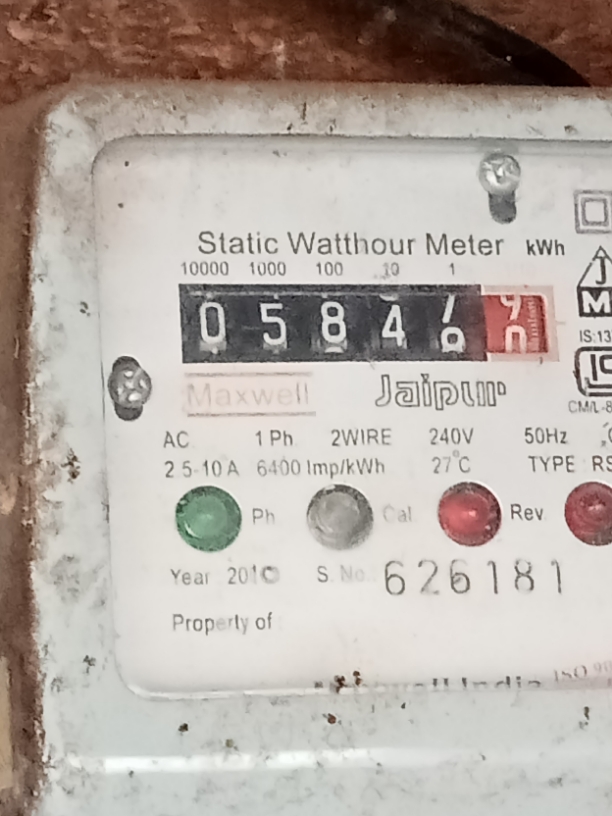 Static Watthour Meter kWh
10000 1000 100 10 1
0 5 8 4
Maxwell Jaipur
AC 1 Ph 2WIRE 240V 50Hz
2.5-10 A 6400 Imp/kWh 27°C TYPE RS
Ph Cal Rev
Year 2010 S. No. 626181
Property of